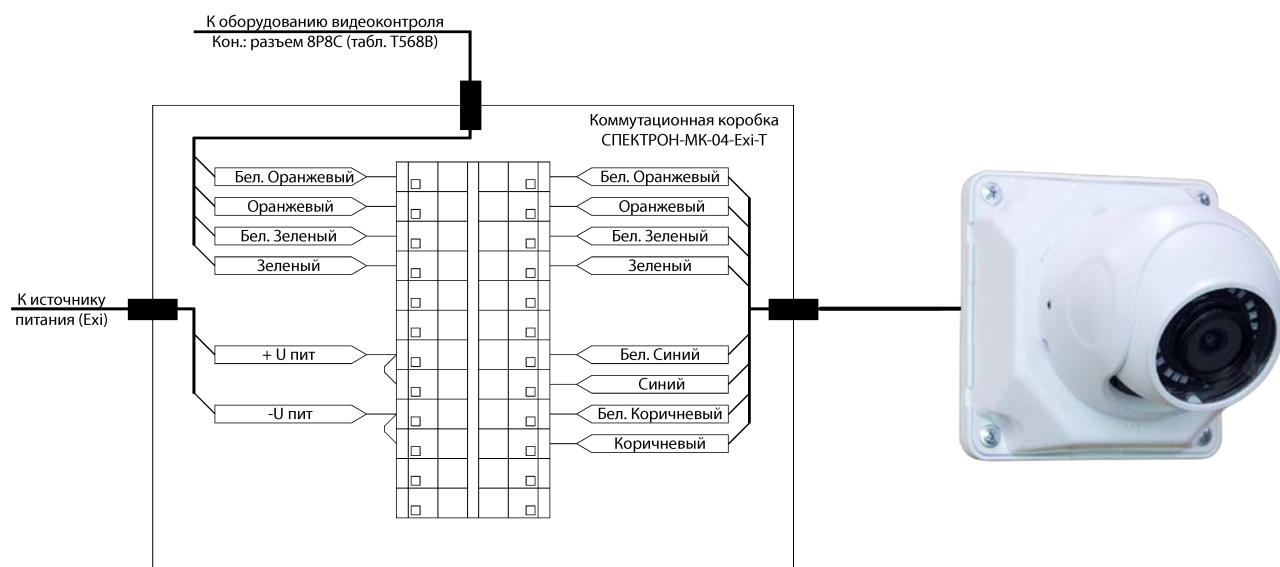 К оборудованию видеоконтроля
Кон.: разъем 8P8C (табл. T568B)
Коммутационная коробка
СПЕКТРОН-МК-04-Exi-Т
Бел. Оранжевый
Оранжевый
Бел. Зеленый
Зеленый
К источнику
питания (Exi)
+ U пит
-U пит
Бел. Оранжевый
Оранжевый
Бел. Зеленый
Зеленый
Бел. Синий
Синий
Бел. Коричневый
Коричневый